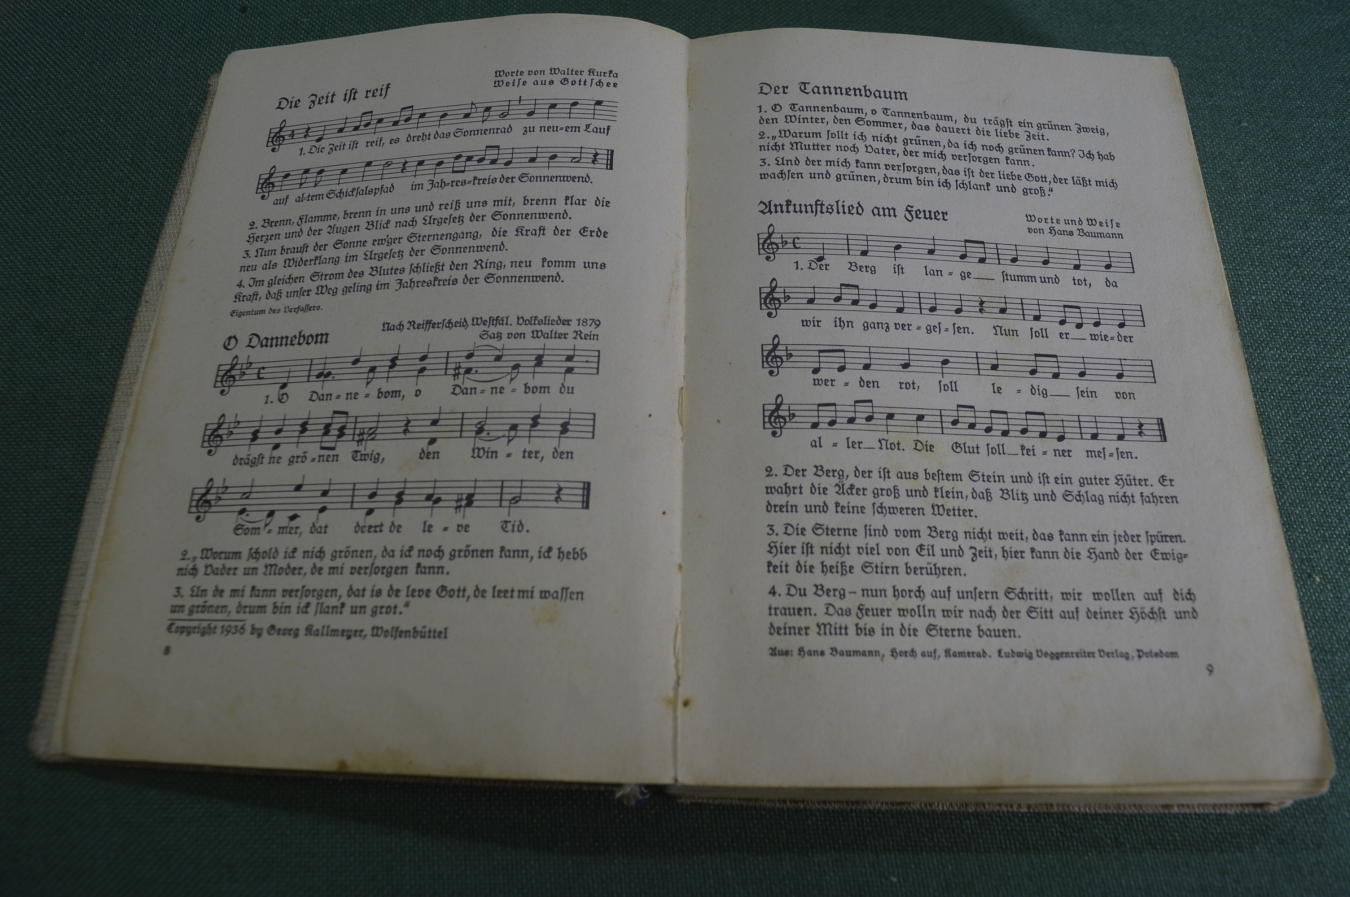 Die Zeit ist reif
Worte von Walter Kurka
Weise aus Gottschee
1. Die Zeit ist reif, es dreht das Sonnenrad zu neu=em Lauf
auf al=tem Schicksalspfad im Jah=res=kreis der Sonnenwend.
2. Brenn, Flamme, brenn in uns und reiß uns mit, brenn klar die
Herzen und der Augen Blick nach Urgesetz der Sonnenwend.
3. Nun braust der Sonne ew'ger Sternengang, die Kraft der Erde
neu als Widerklang im Urgesetz der Sonnenwend.
4. Im gleichen Strom des Blutes schließt den Ring, neu komm uns
Kraft, daß unser Weg geling im Jahreskreis der Sonnenwend.
Eigentum des Verfassers.
O Dannebom
Nach Reifferscheid, Westfäl. Volkslieder 1879
Satz von Walter Rein
1. O Dan=ne=bom, o Dan=ne=bom du
drägst ne grö=nen Twig, den Win=ter, den
Som=mer, dat döert de le=ve Tid.
2. „Worum schold ick nich grönen, da ick noch grönen kann, ick hebb
nich Vader un Moder, de mi versorgen kann.
3. Un de mi kann versorgen, dat is de leve Gott, de leet mi wassen
un grönen, drum bin ick slank un grot.“
Copyright 1936 by Georg Kallmeyer, Wolfenbüttel
8
Der Tannenbaum
1. O Tannenbaum, o Tannenbaum, du trägst ein grünen Zweig,
den Winter, den Sommer, das dauert die liebe Zeit.
2. „Warum sollt ich nicht grünen, da ich noch grünen kann? Ich hab
nicht Mutter noch Vater, der mich versorgen kann.
3. Und der mich kann versorgen, das ist der liebe Gott, der läßt mich
wachsen und grünen, drum bin ich schlank und groß.“
Ankunftslied am Feuer
Worte und Weise
von Hans Baumann
1. Der Berg ist lan=ge stumm und tot, da
wir ihn ganz ver=ges=sen. Nun soll er wie=der
wer=den rot, soll le=dig sein von
al=ler Not. Die Glut soll kei=ner mes=sen.
2. Der Berg, der ist aus bestem Stein und ist ein guter Hüter. Er
wahrt die Äcker groß und klein, daß Blitz und Schlag nicht fahren
drein und keine schweren Wetter.
3. Die Sterne sind vom Berg nicht weit, das kann ein jeder spüren.
Hier ist nicht viel von Eil und Zeit, hier kann die Hand der Ewig=
keit die heiße Stirn berühren.
4. Du Berg – nun horch auf unsern Schritt, wir wollen auf dich
trauen. Das Feuer wolln wir nach der Sitt auf deiner Höchst und
deiner Mitt bis in die Sterne bauen.
Aus: Hans Baumann, Horch auf, Kamerad. Ludwig Voggenreiter Verlag, Potsdam
9